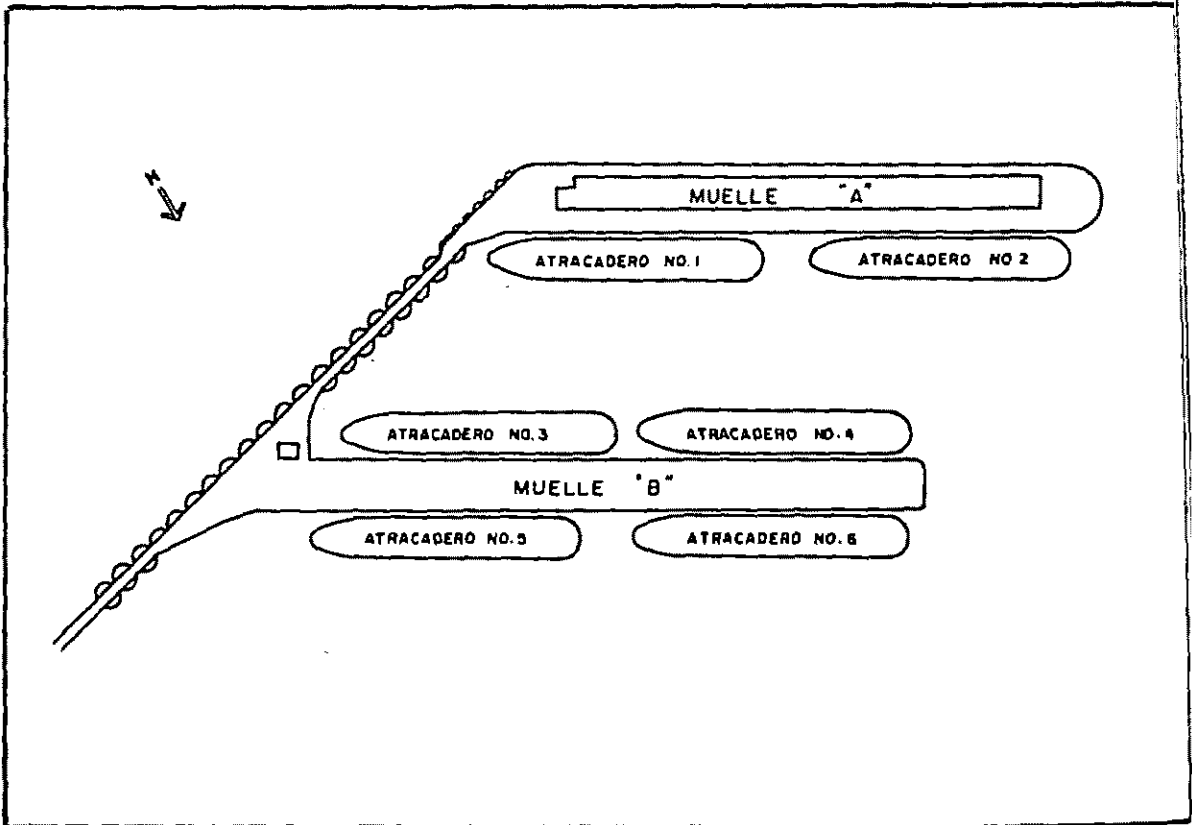 N
MUELLE "A"
ATRACADERO NO.1
ATRACADERO NO 2
ATRACADERO NO.3
ATRACADERO NO.4
MUELLE "B"
ATRACADERO NO.5
ATRACADERO NO.6